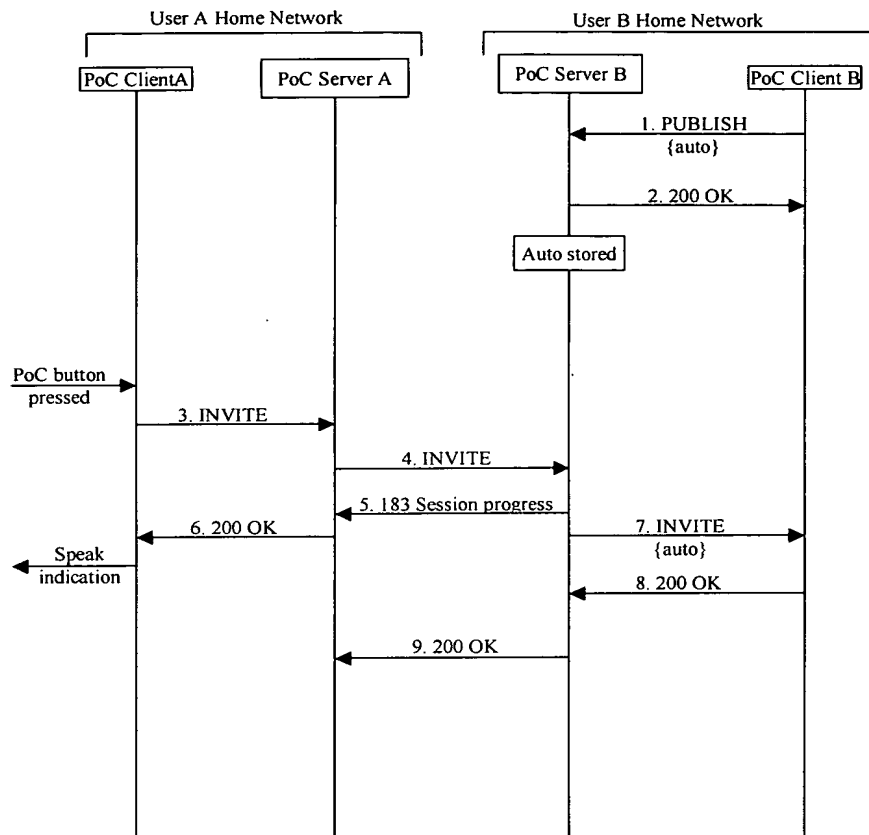 User A Home Network
User B Home Network
PoC ClientA
PoC Server A
PoC Server B
PoC Client B
1. PUBLISH
{auto}
2. 200 OK
Auto stored
PoC button
pressed
3. INVITE
4. INVITE
5. 183 Session progress
6. 200 OK
7. INVITE
{auto}
Speak
indication
8. 200 OK
9. 200 OK